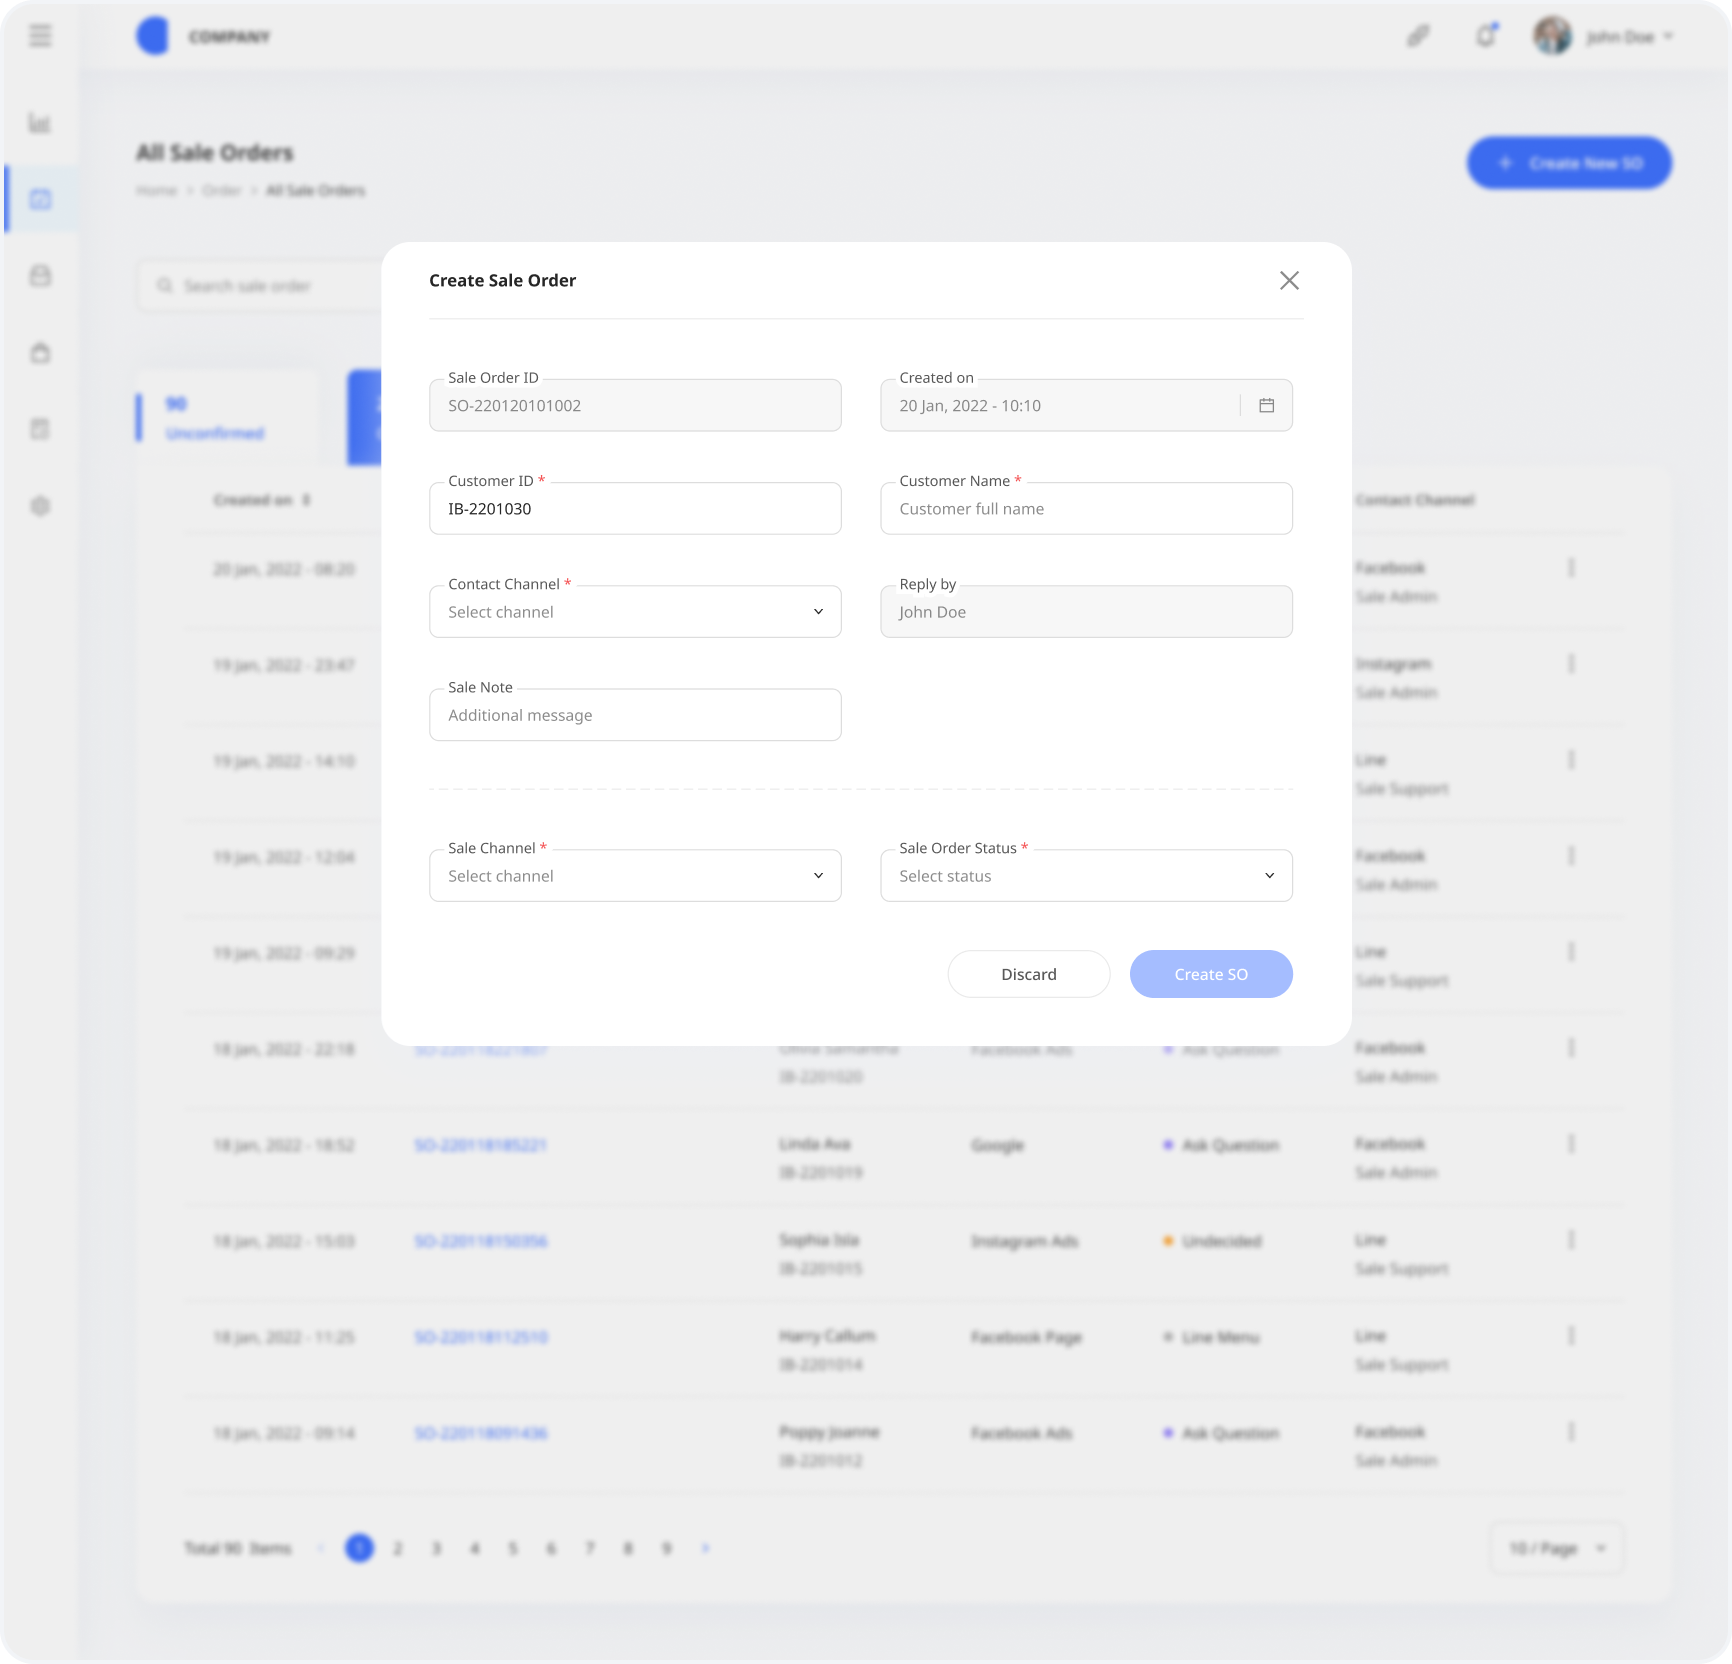 COMPANY
John Doe
All Sale Orders
Home > Order > All Sale Orders
+ Create New SO
Search sale order
90
Unconfirmed
Create Sale Order
Sale Order ID
SO-220120101002
Created on
20 Jan, 2022 - 10:10
Customer ID *
IB-2201030
Customer Name *
Customer full name
Contact Channel *
Select channel
Reply by
John Doe
Sale Note
Additional message
Sale Channel *
Select channel
Sale Order Status *
Select status
Discard
Create SO
Created on
Contact Channel
20 Jan, 2022 - 08:20
Facebook
Sale Admin
19 Jan, 2022 - 23:47
Instagram
Sale Admin
19 Jan, 2022 - 14:10
Line
Sale Support
19 Jan, 2022 - 12:04
Facebook
Sale Admin
19 Jan, 2022 - 09:29
Line
Sale Support
18 Jan, 2022 - 22:18 Facebook Ads Ask Question Facebook
IB-2201020 Sale Admin
18 Jan, 2022 - 18:52 SO-220118185221 Linda Ava Google Ask Question Facebook
IB-2201019 Sale Admin
18 Jan, 2022 - 15:03 SO-220118150356 Sophia Isla Instagram Ads Undecided Line
IB-2201015 Sale Support
18 Jan, 2022 - 11:25 SO-220118112510 Harry Callum Facebook Page Line Menu Line
IB-2201014 Sale Support
18 Jan, 2022 - 09:14 SO-220118091436 Poppy Joanne Facebook Ads Ask Question Facebook
IB-2201012 Sale Admin
Total 90 Items < 1 2 3 4 5 6 7 8 9 >
10 / Page